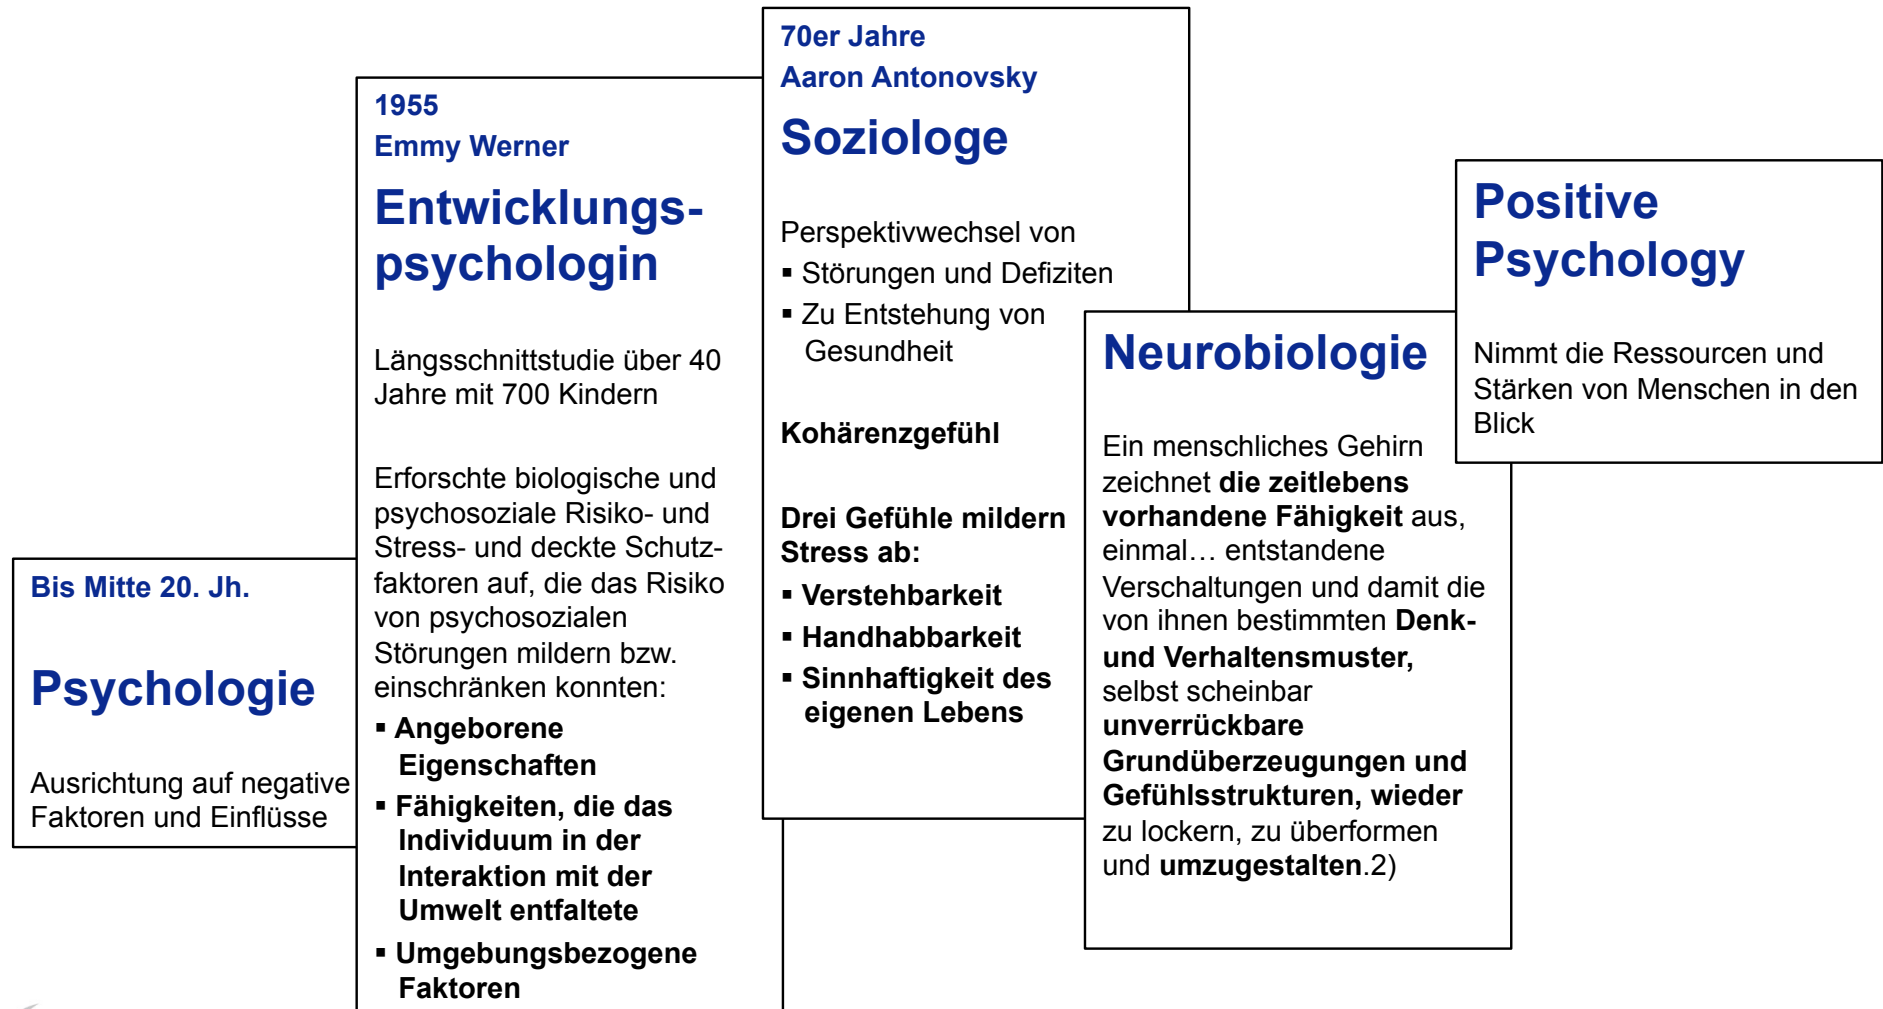 Bis Mitte 20. Jh.
Psychologie
Ausrichtung auf negative
Faktoren und Einflüsse
1955
Emmy Werner
Entwicklungs-
psychologin
Längsschnittstudie über 40
Jahre mit 700 Kindern
Erforschte biologische und
psychosoziale Risiko- und
Stress- und deckte Schutz-
faktoren auf, die das Risiko
von psychosozialen
Störungen mildern bzw.
einschränken konnten:
▪ Angeborene
Eigenschaften
▪ Fähigkeiten, die das
Individuum in der
Interaktion mit der
Umwelt entfaltete
▪ Umgebungsbezogene
Faktoren
70er Jahre
Aaron Antonovsky
Soziologe
Perspektivwechsel von
▪ Störungen und Defiziten
▪ Zu Entstehung von
Gesundheit
Kohärenzgefühl
Drei Gefühle mildern
Stress ab:
▪ Verstehbarkeit
▪ Handhabbarkeit
▪ Sinnhaftigkeit des
eigenen Lebens
Neurobiologie
Ein menschliches Gehirn
zeichnet die zeitlebens
vorhandene Fähigkeit aus,
einmal… entstandene
Verschaltungen und damit die
von ihnen bestimmten Denk-
und Verhaltensmuster,
selbst scheinbar
unverrückbare
Grundüberzeugungen und
Gefühlsstrukturen, wieder
zu lockern, zu überformen
und umzugestalten.2)
Positive
Psychology
Nimmt die Ressourcen und
Stärken von Menschen in den
Blick